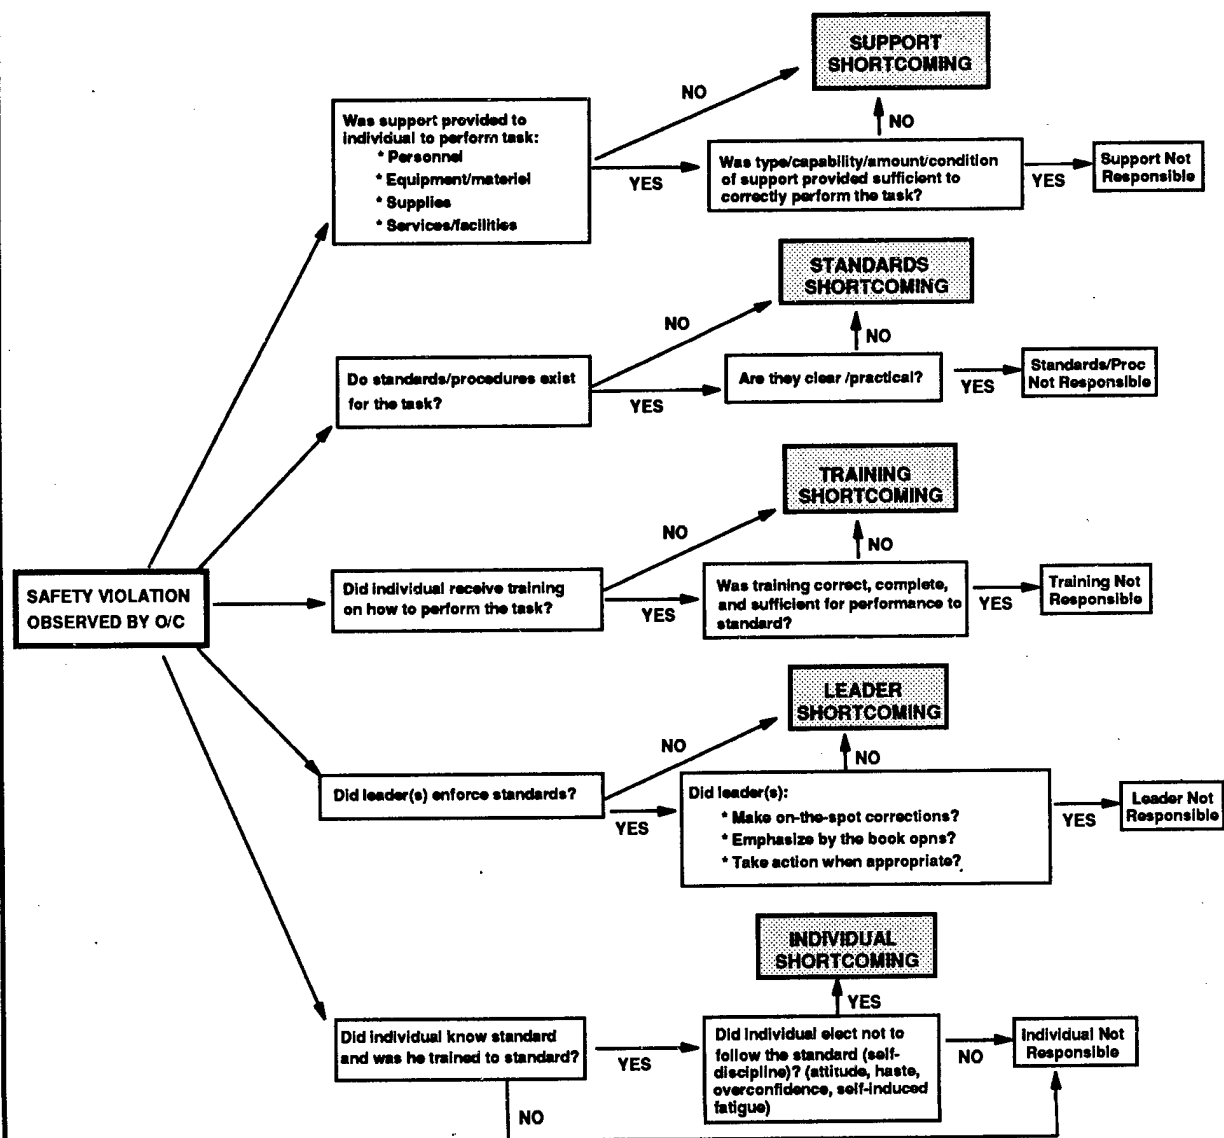 SUPPORT
SHORTCOMING
NO
Was support provided to
individual to perform task:
* Personnel
* Equipment/materiel
* Supplies
* Services/facilities
YES
NO
Was type/capability/amount/condition
of support provided sufficient to
correctly perform the task?
YES
Support Not
Responsible
STANDARDS
SHORTCOMING
NO
Do standards/procedures exist
for the task?
YES
NO
Are they clear /practical?
YES
Standards/Proc
Not Responsible
TRAINING
SHORTCOMING
NO
SAFETY VIOLATION
OBSERVED BY O/C
Did individual receive training
on how to perform the task?
YES
NO
Was training correct, complete,
and sufficient for performance to
standard?
YES
Training Not
Responsible
LEADER
SHORTCOMING
NO
Did leader(s) enforce standards?
YES
NO
Did leader(s):
* Make on-the-spot corrections?
* Emphasize by the book opns?
* Take action when appropriate?
YES
Leader Not
Responsible
INDIVIDUAL
SHORTCOMING
YES
Did individual know standard
and was he trained to standard?
YES
Did individual elect not to
follow the standard (self-
discipline)? (attitude, haste,
overconfidence, self-induced
fatigue)
NO
Individual Not
Responsible
NO